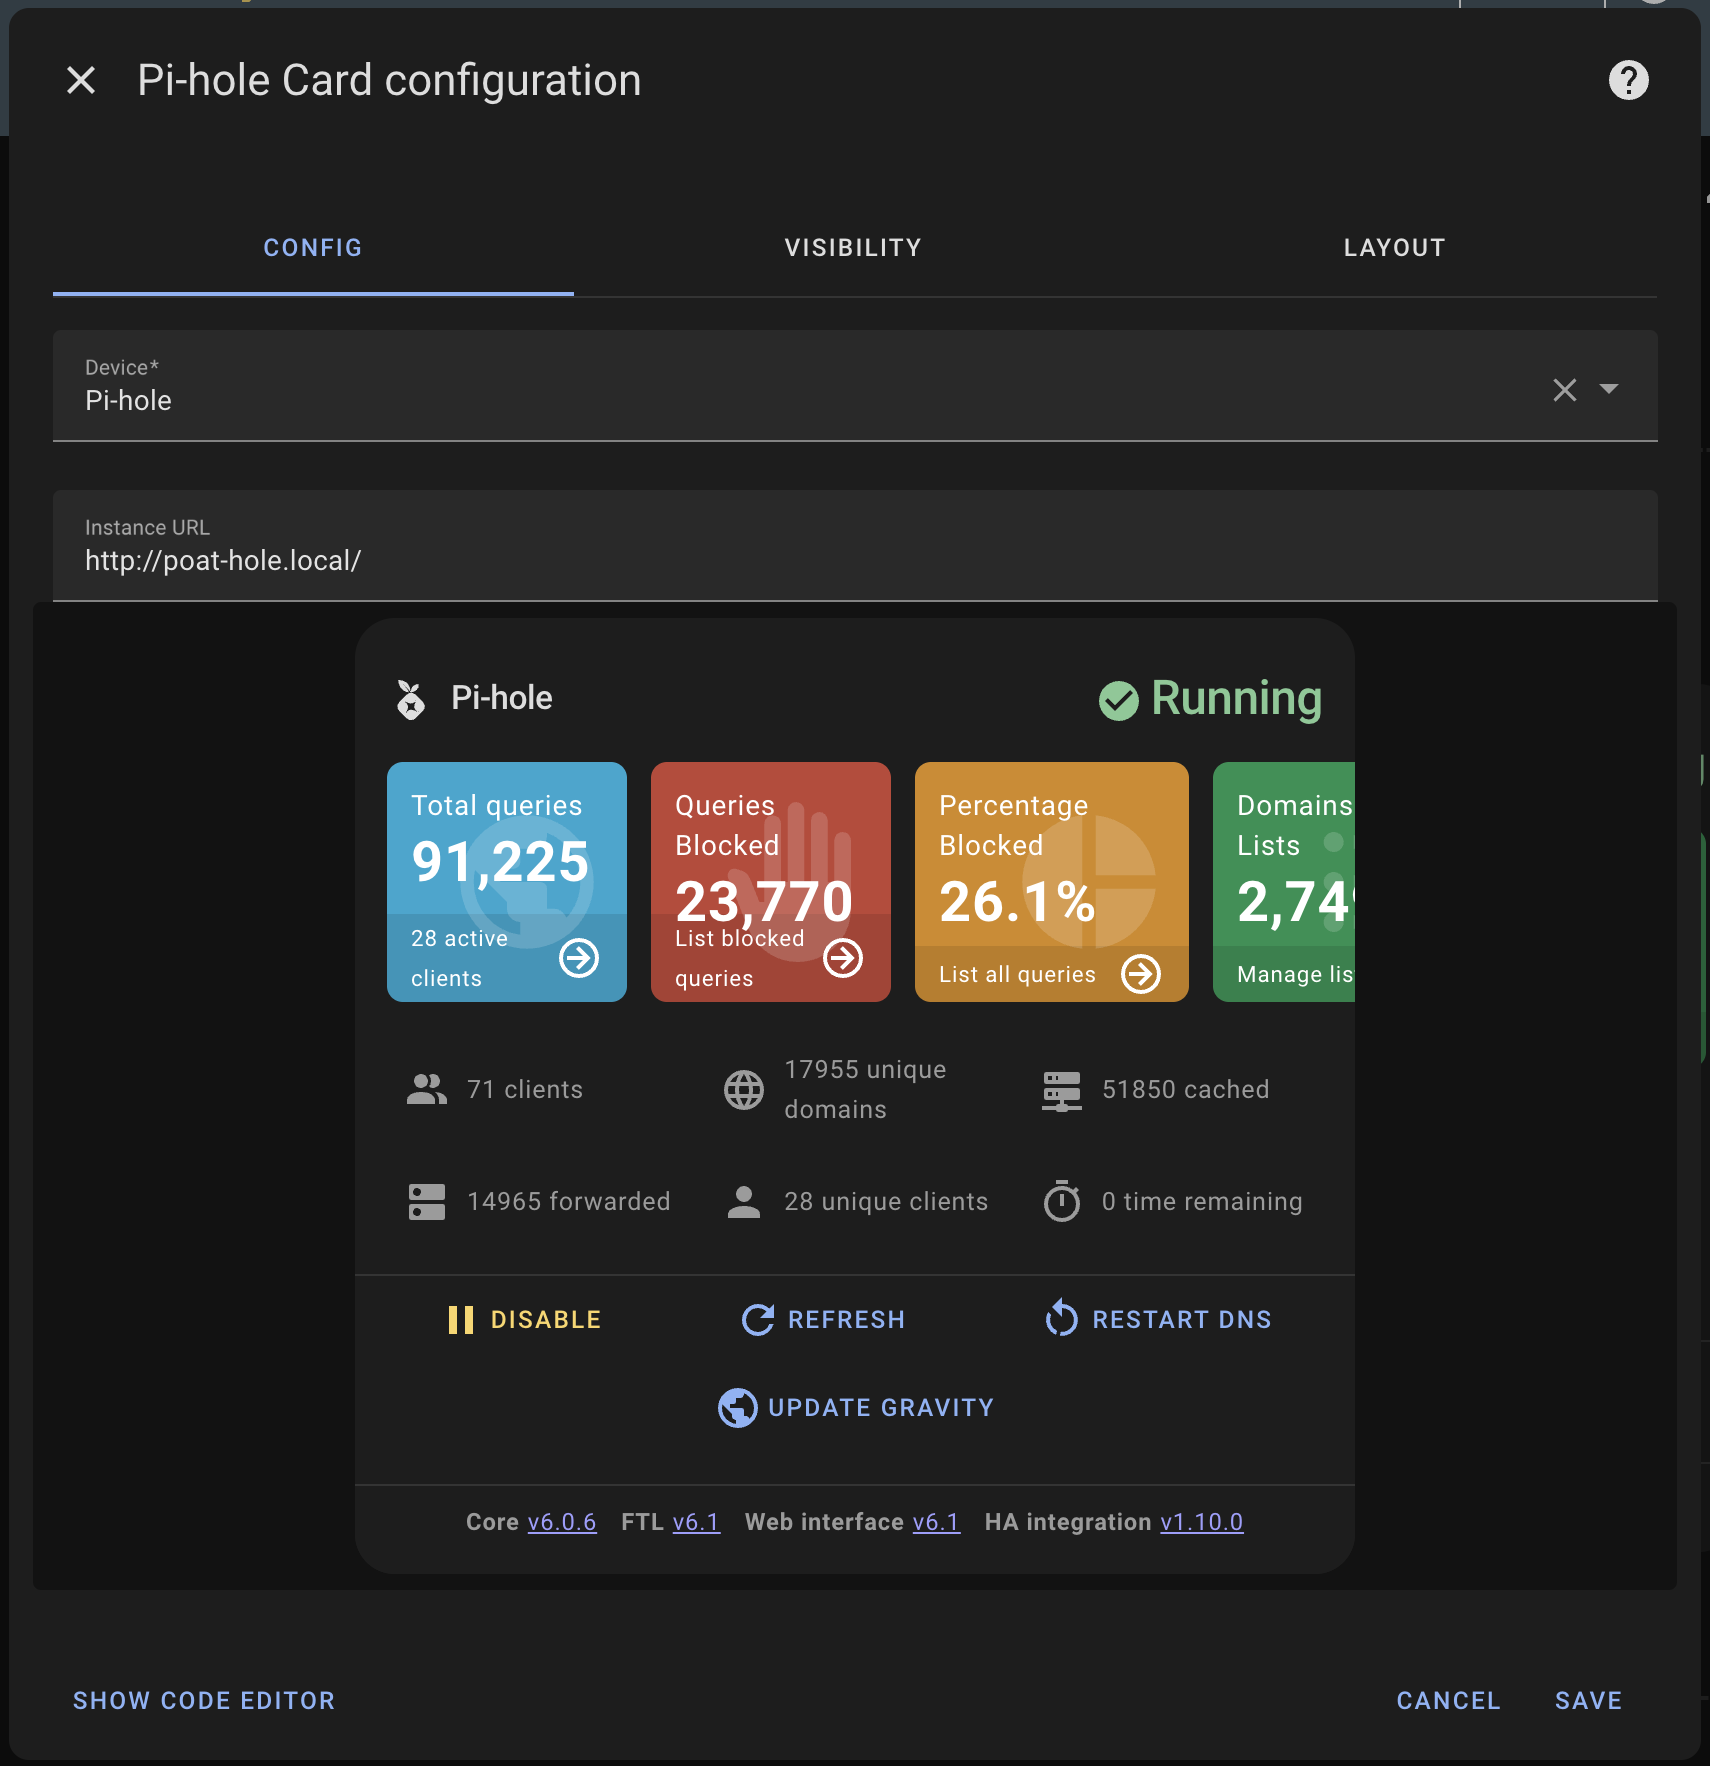 Pi-hole Card configuration
CONFIG
VISIBILITY
LAYOUT
Device*
Pi-hole
Instance URL
http://poat-hole.local/
Pi-hole
Running
Total queries
91,225
28 active
clients
Queries
Blocked
23,770
List blocked
queries
Percentage
Blocked
26.1%
List all queries
Domains
Lists
2,74
Manage lis
71 clients
17955 unique
domains
51850 cached
14965 forwarded
28 unique clients
0 time remaining
DISABLE
REFRESH
RESTART DNS
UPDATE GRAVITY
Core v6.0.6 FTL v6.1 Web interface v6.1 HA integration v1.10.0
SHOW CODE EDITOR
CANCEL
SAVE